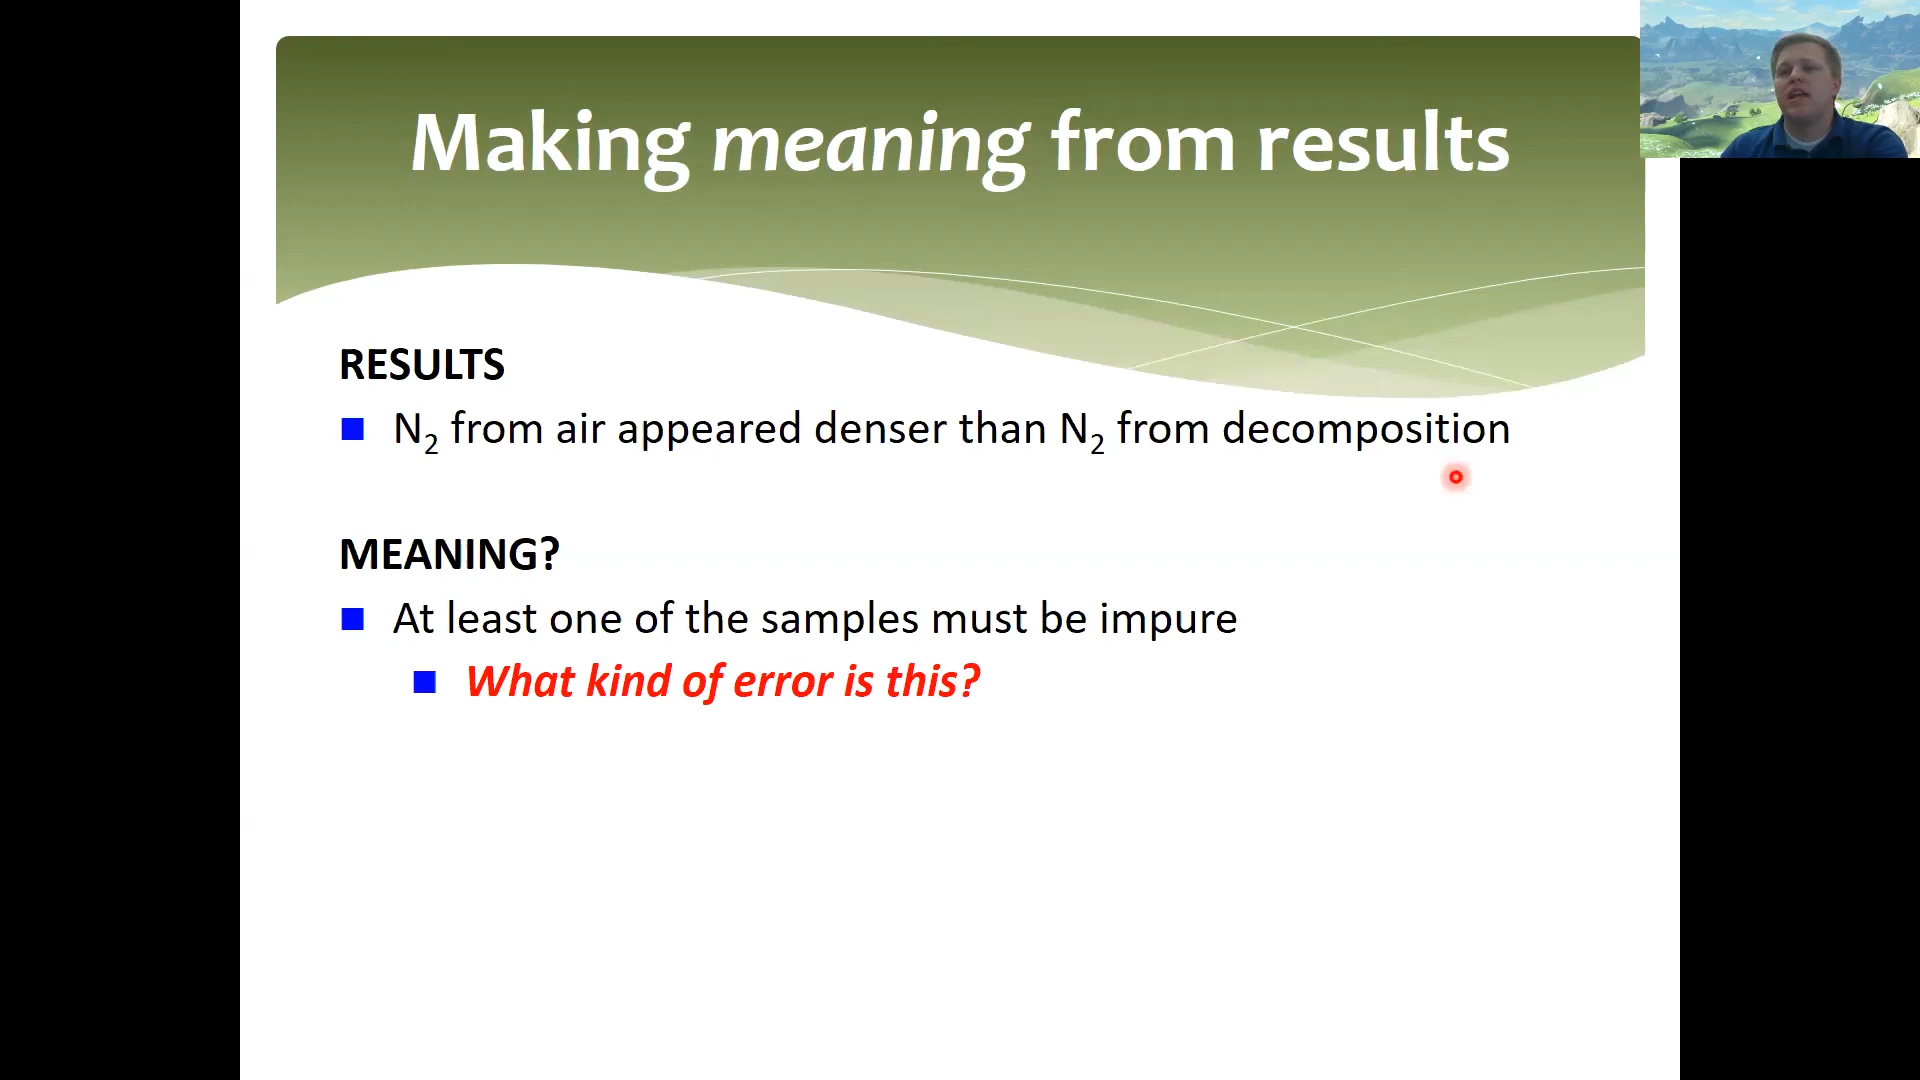 Making meaning from results
RESULTS
N₂ from air appeared denser than N₂ from decomposition
MEANING?
At least one of the samples must be impure
What kind of error is this?